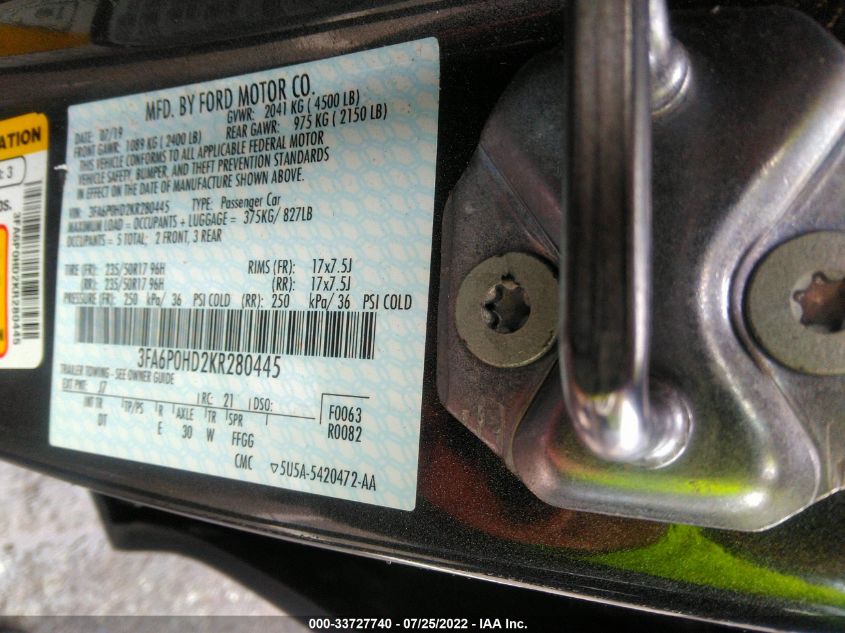 MFD. BY FORD MOTOR CO.
DATE: 07/19
GVWR: 2041 KG ( 4500 LB)
FRONT GAWR: 1089 KG ( 2400 LB)
REAR GAWR: 975 KG ( 2150 LB)
THIS VEHICLE CONFORMS TO ALL APPLICABLE FEDERAL MOTOR
VEHICLE SAFETY, BUMPER, AND THEFT PREVENTION STANDARDS
IN EFFECT ON THE DATE OF MANUFACTURE SHOWN ABOVE.
VIN: 3FA6P0HD2KR280445 TYPE: Passenger Car
MAXIMUM LOAD = OCCUPANTS + LUGGAGE = 375KG/ 827LB
OCCUPANTS = 5 TOTAL: 2 FRONT, 3 REAR
TIRE (FR): 235/50R17 96H RIMS (FR): 17x7.5J
(RR): 235/50R17 96H (RR): 17x7.5J
PRESSURE (FR): 250 kPa/ 36 PSI COLD (RR): 250 kPa/ 36 PSI COLD
3FA6P0HD2KR280445
TRAILER TOWING - SEE OWNER GUIDE
EXT PNT: J7 RC: 21 DSO:
INT TR TP/PS R AXLE TR SPR F0063
DT E 30 W FFGG R0082
CMC 5U5A-5420472-AA
3
3FA6P0HD2KR280445
000-33727740 - 07/25/2022 - IAA Inc.